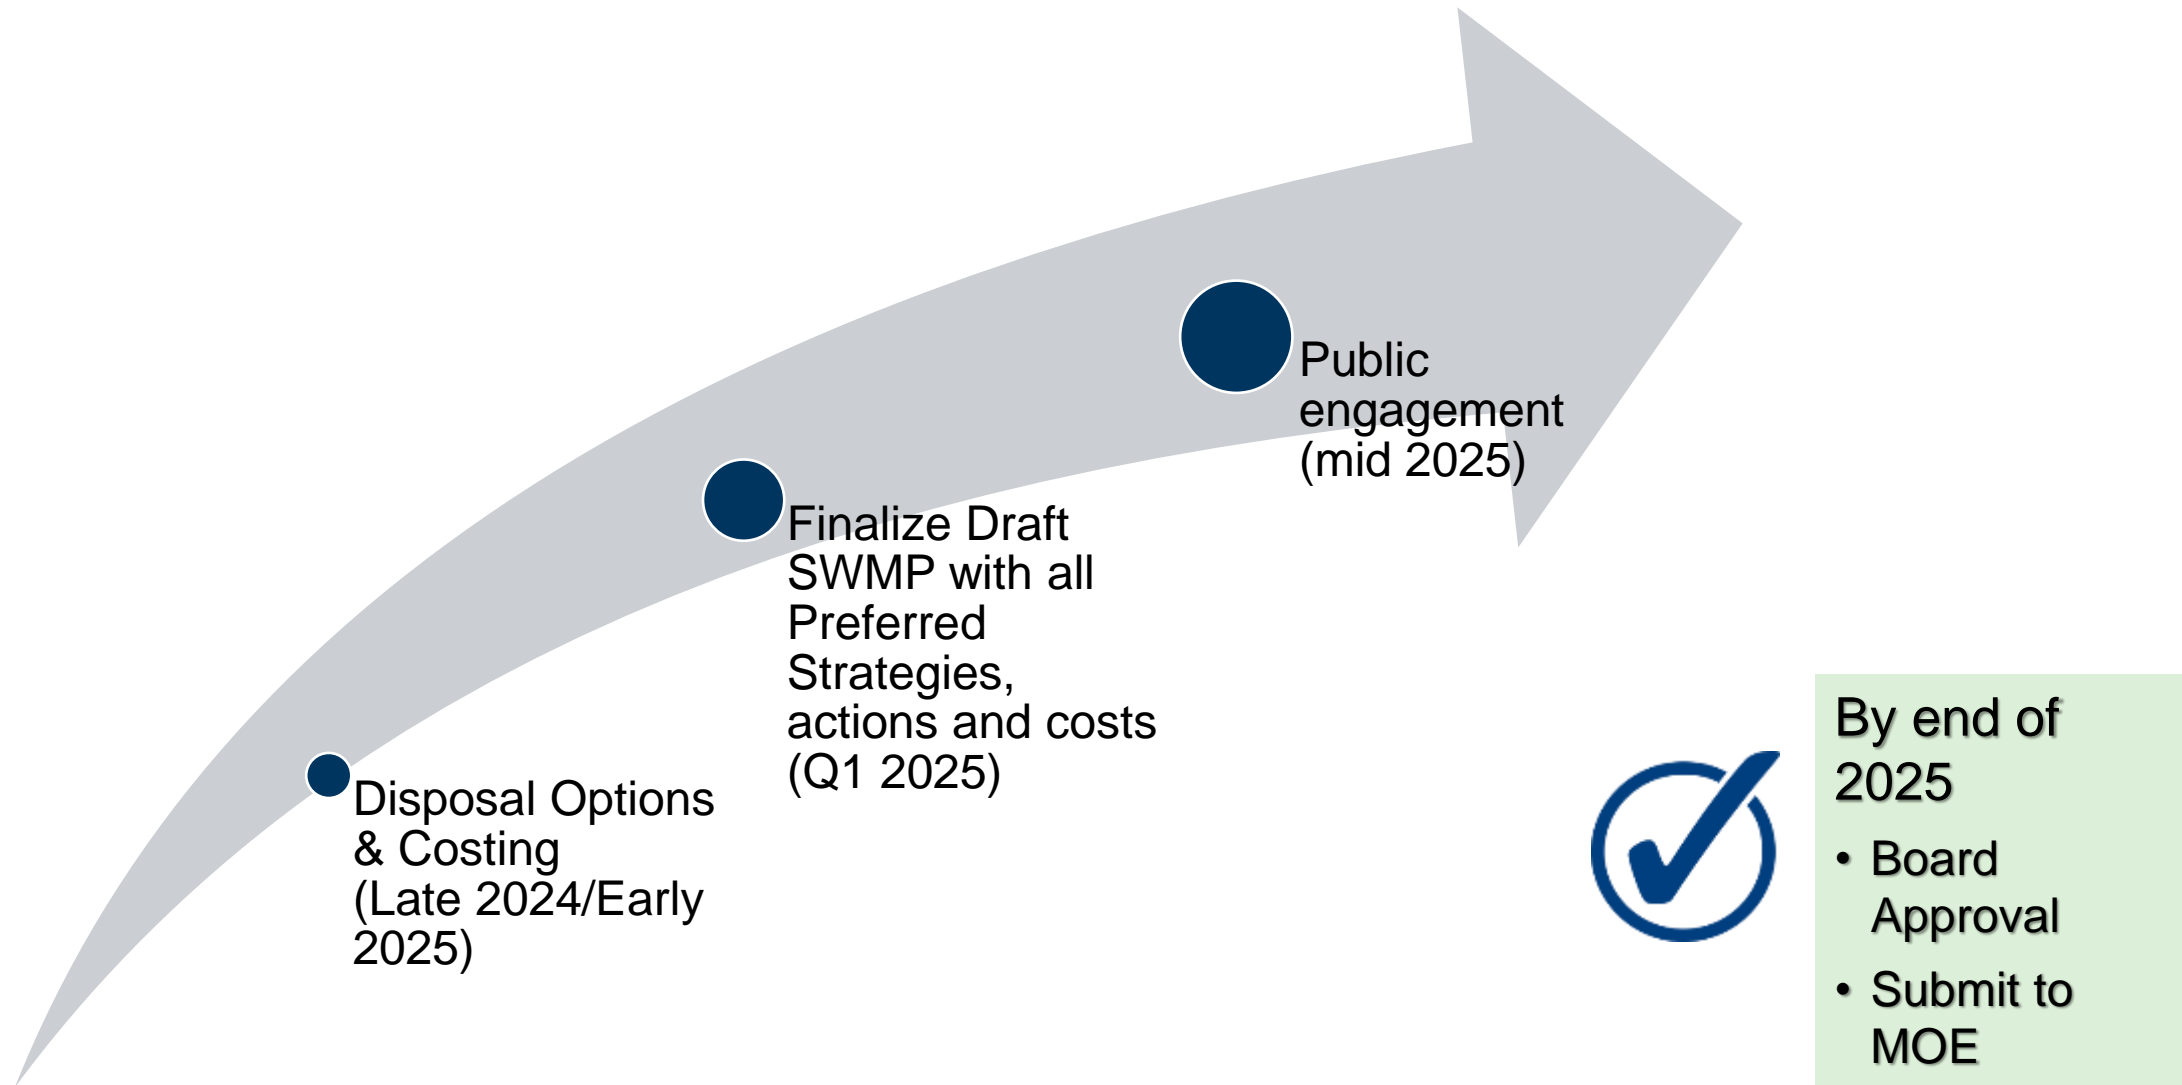 Disposal Options
& Costing
(Late 2024/Early
2025)
Finalize Draft
SWMP with all
Preferred
Strategies,
actions and costs
(Q1 2025)
Public
engagement
(mid 2025)
By end of
2025
• Board
Approval
• Submit to
MOE